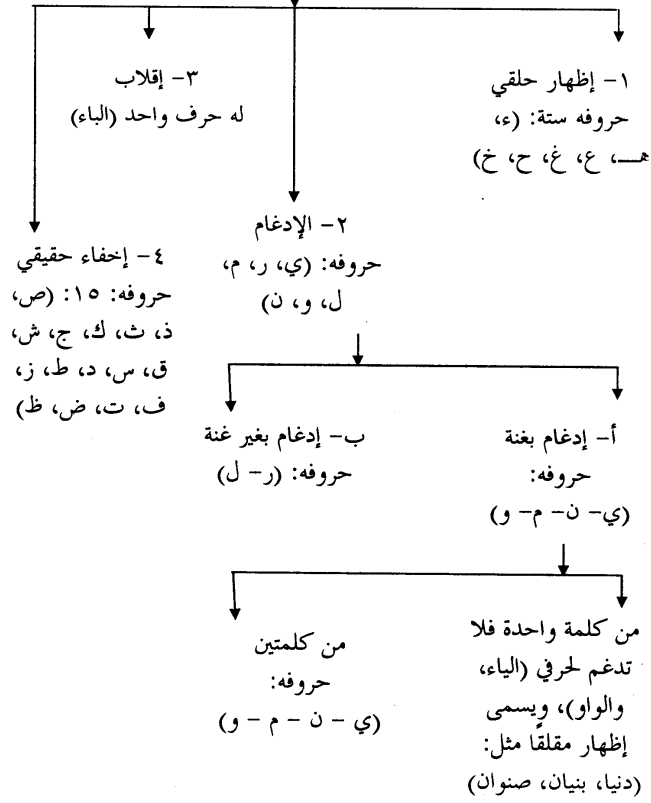 ١- إظهار حلقي
حروفه ستة: (ء،
هـ، ع، غ، ح، خ)
٣- إقلاب
له حرف واحد (الباء)
٢- الإدغام
حروفه: (ي، ر، م،
ل، و، ن)
٤- إخفاء حقيقي
حروفه: ١٥: (ص،
ذ، ث، ك، ج، ش،
ق، س، د، ط، ز،
ف، ت، ض، ظ)
أ- إدغام بغنة
حروفه:
(ي- ن- م- و)
ب- إدغام بغير غنة
حروفه: (ر- ل)
من كلمة واحدة فلا
تدغم لحرفي (الياء،
والواو)، ويسمى
إظهار مقلقًا مثل:
(دنيا، بنيان، صنوان)
من كلمتين
حروفه:
(ي - ن - م - و)